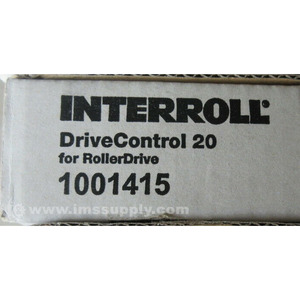 INTERROLL®
DriveControl 20
for RollerDrive
1001415
© www.imssupply.com